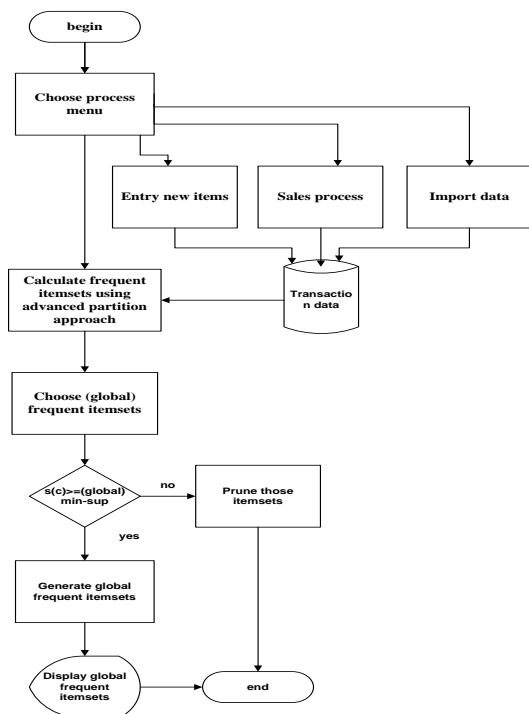 begin
Choose process
menu
Entry new items
Sales process
Import data
Calculate frequent
itemsets using
advanced partition
approach
Transactio
n data
Choose (global)
frequent itemsets
s(c)>=(global)
min-sup
no
Prune those
itemsets
yes
Generate global
frequent itemsets
Display global
frequent
itemsets
end